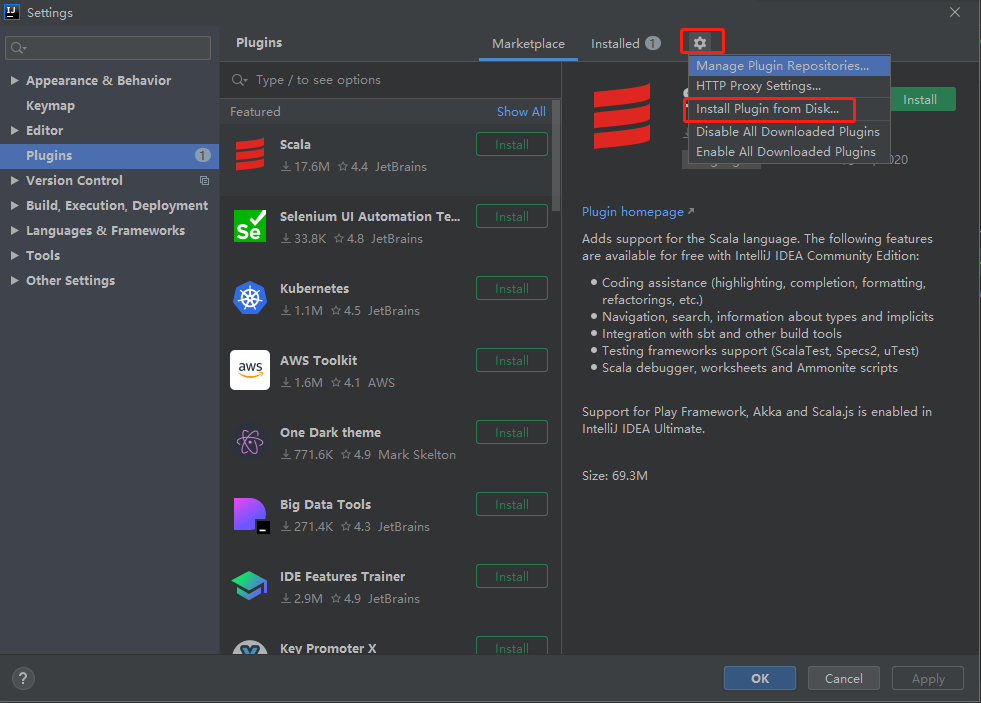 IJ
Settings
Appearance & Behavior
Keymap
Editor
Plugins 1
Version Control
Build, Execution, Deployment
Languages & Frameworks
Tools
Other Settings
Plugins
Marketplace
Installed 1
Type / to see options
Featured
Show All
Scala
17.6M 4.4 JetBrains
Install
Se
Selenium UI Automation Te...
33.8K 4.8 JetBrains
Install
Kubernetes
1.1M 4.5 JetBrains
Install
aws
AWS Toolkit
1.6M 4.1 AWS
Install
One Dark theme
771.6K 4.9 Mark Skelton
Install
Big Data Tools
271.4K 4.3 JetBrains
Install
IDE Features Trainer
2.9M 4.9 JetBrains
Install
Key Promoter X
Install
Manage Plugin Repositories...
HTTP Proxy Settings...
Install Plugin from Disk...
Disable All Downloaded Plugins
Enable All Downloaded Plugins
Install
2020
Plugin homepage
Adds support for the Scala language. The following features
are available for free with IntelliJ IDEA Community Edition:
Coding assistance (highlighting, completion, formatting,
refactorings, etc.)
Navigation, search, information about types and implicits
Integration with sbt and other build tools
Testing frameworks support (ScalaTest, Specs2, uTest)
Scala debugger, worksheets and Ammonite scripts
Support for Play Framework, Akka and Scala.js is enabled in
IntelliJ IDEA Ultimate.
Size: 69.3M
?
OK
Cancel
Apply